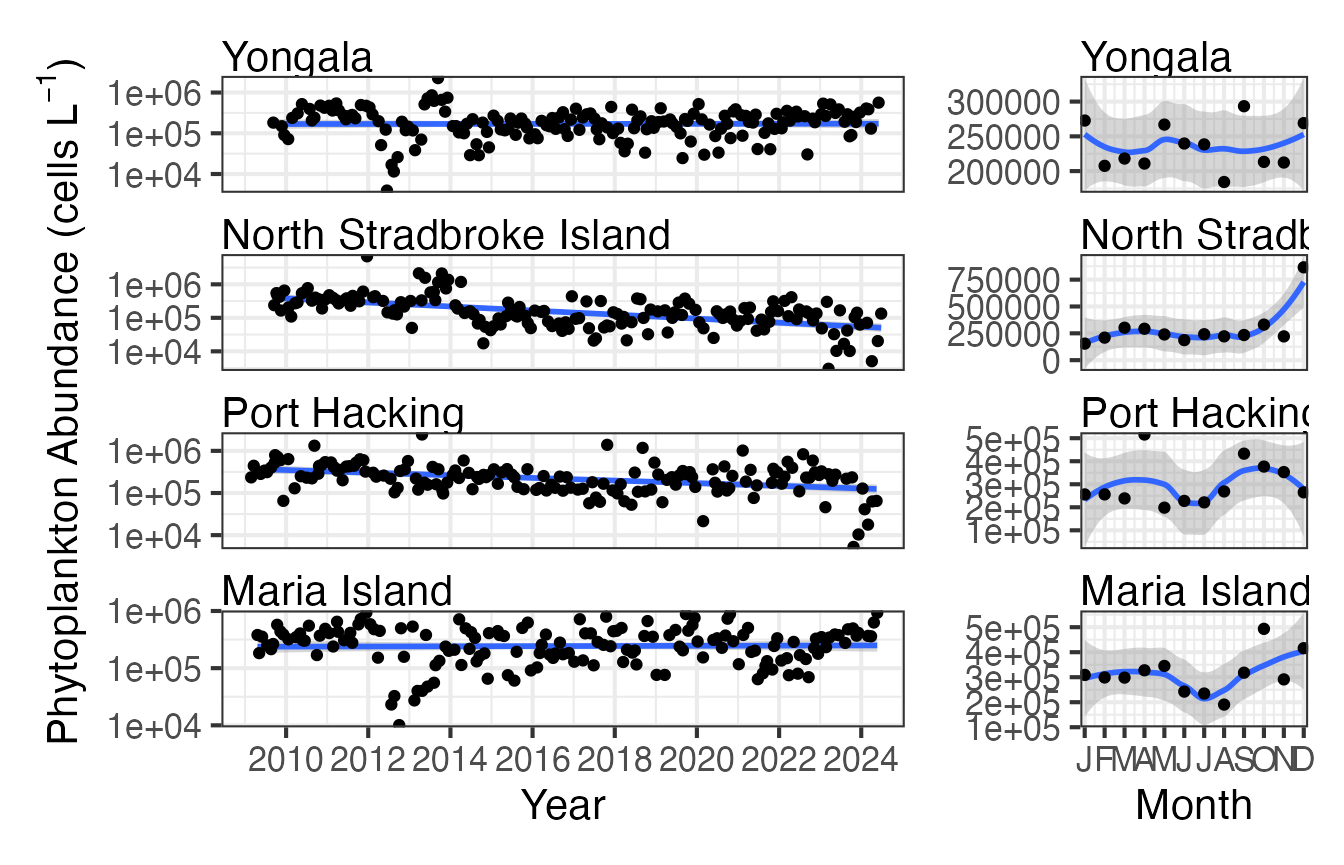 Phytoplankton Abundance (cells L⁻¹)
Yongala
1e+06
1e+05
1e+04
North Stradbroke Island
1e+06
1e+05
1e+04
Port Hacking
1e+06
1e+05
1e+04
Maria Island
1e+06
1e+05
1e+04
2010 2012 2014 2016 2018 2020 2022 2024
Year
Yongala
300000
250000
200000
North Stradb
750000
500000
250000
0
Port Hacking
5e+05
4e+05
3e+05
2e+05
1e+05
Maria Island
5e+05
4e+05
3e+05
2e+05
1e+05
J F M A M J J A S O N D
Month